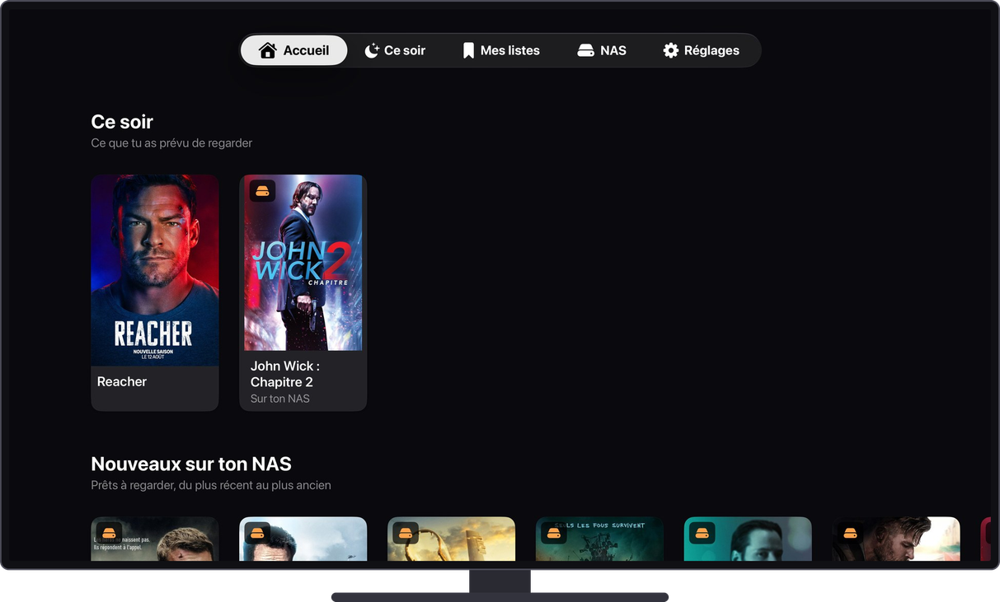 Accueil
Ce soir
Mes listes
NAS
Réglages
Ce soir
Ce que tu as prévu de regarder
REACHER
NOUVELLE SAISON
LE 12 AOÛT
Reacher
JOHN
WICK 2
CHAPITRE
John Wick :
Chapitre 2
Sur ton NAS
Nouveaux sur ton NAS
Prêts à regarder, du plus récent au plus ancien
naissent pas.
Ils répondent à l'appel.
SEULS LES FOUS SURVIVENT